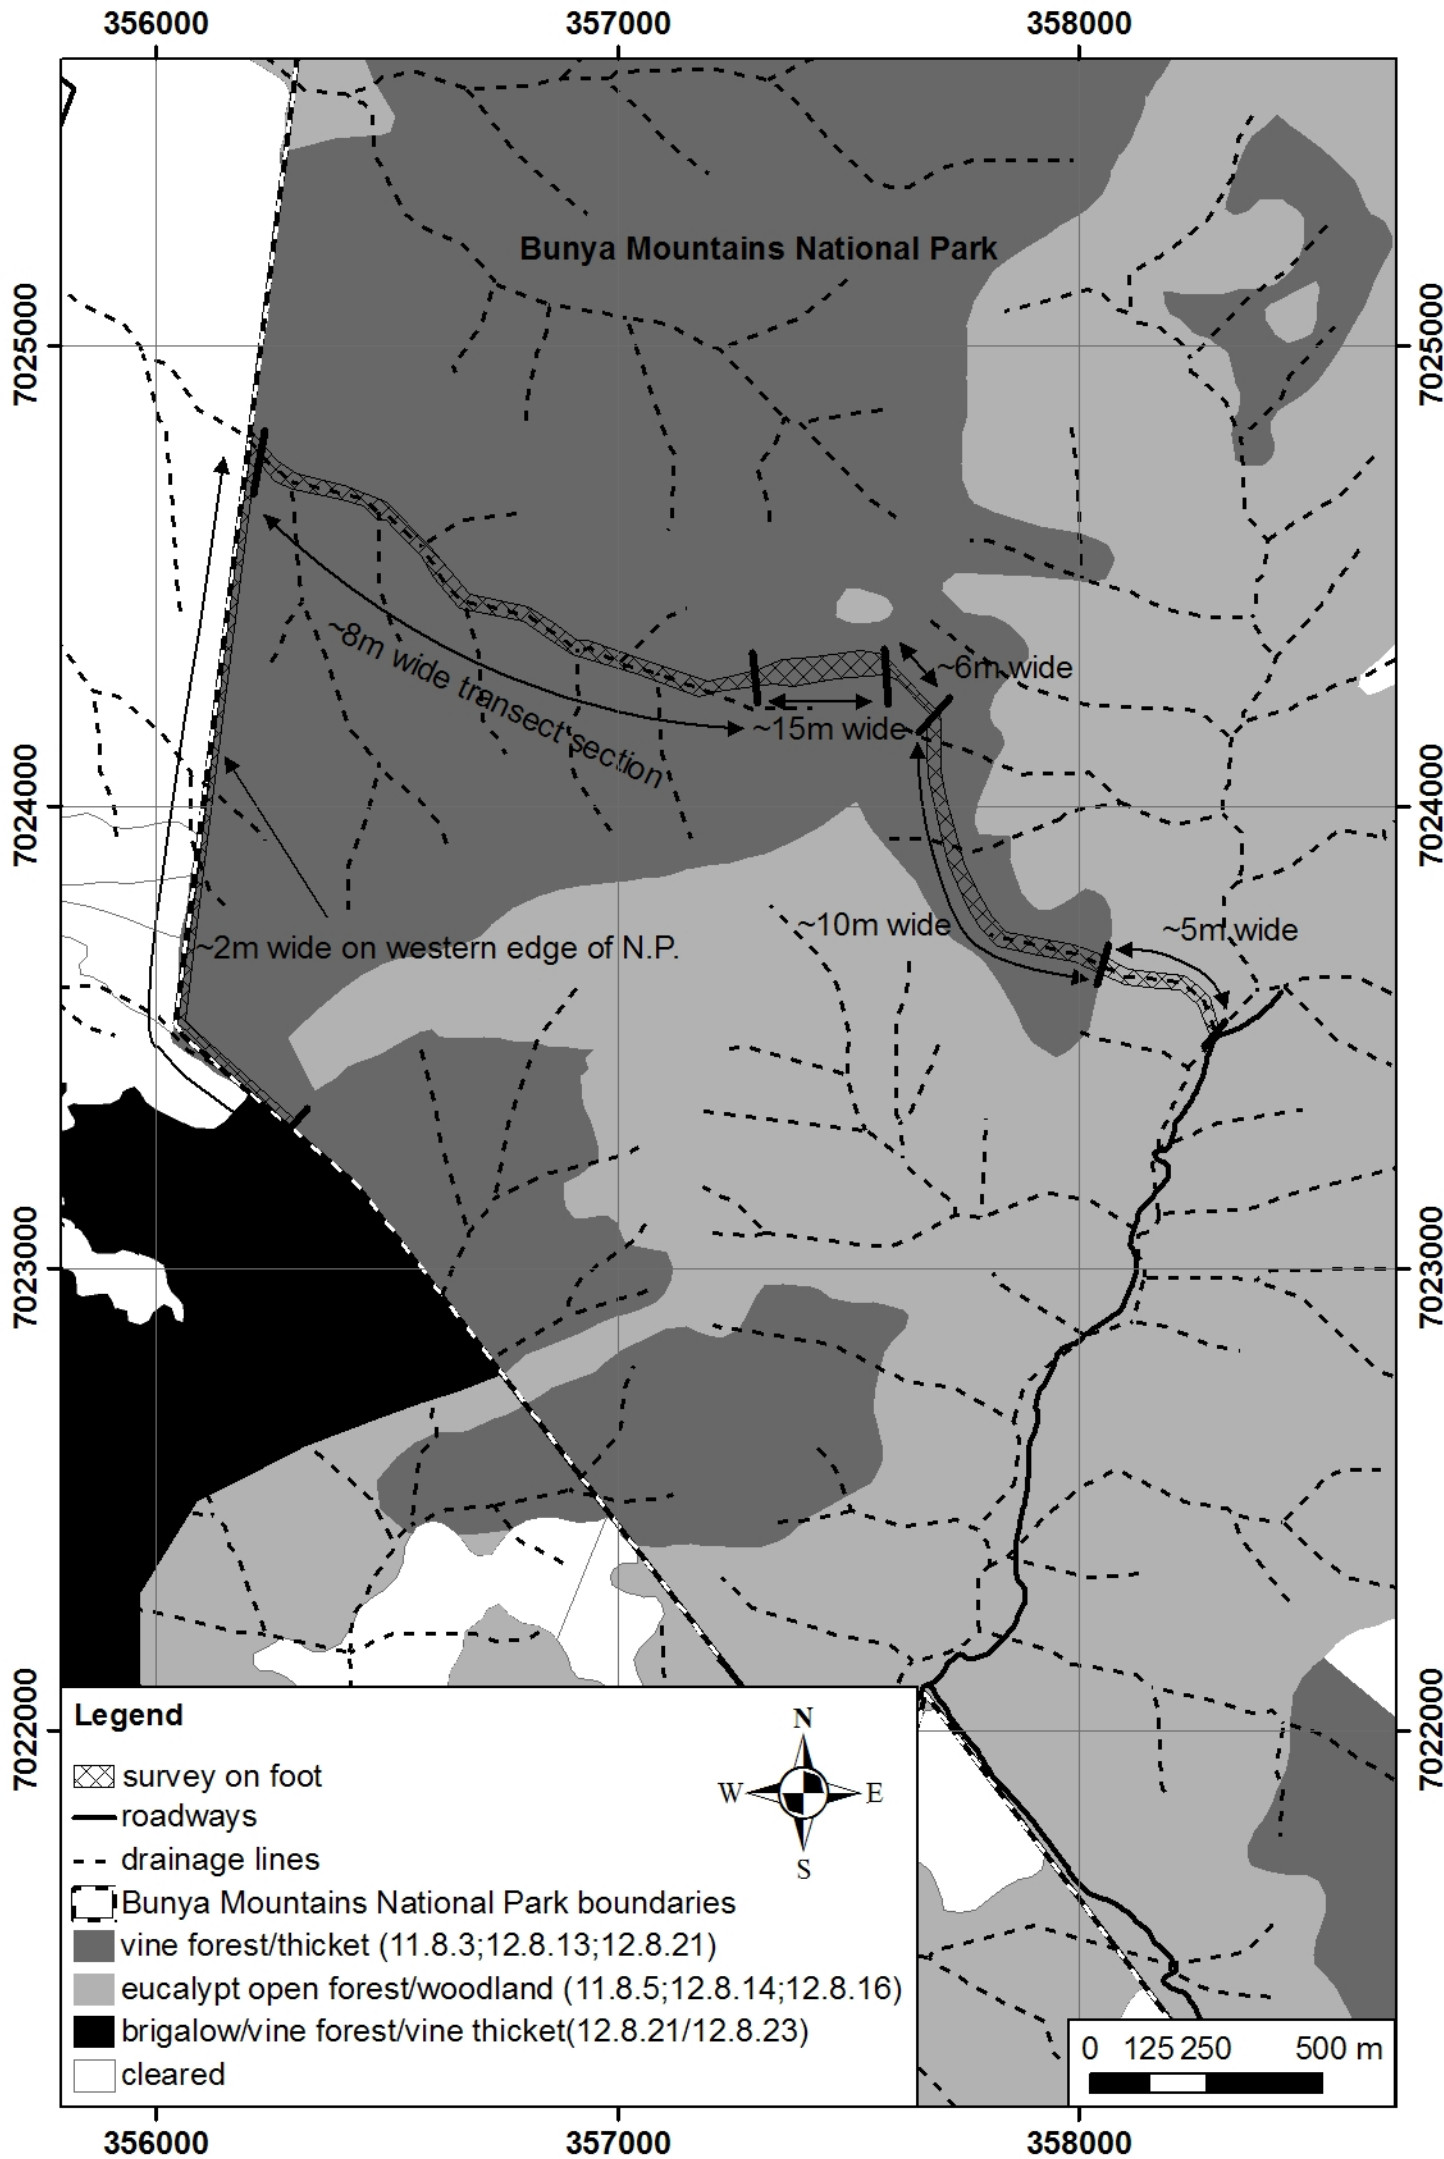 356000 357000 358000
Bunya Mountains National Park
7025000 7025000
~8m wide transect section
~6m wide
~15m wide
7024000 7024000
~10m wide
~5m wide
~2m wide on western edge of N.P.
7023000 7023000
7022000 7022000
Legend
survey on foot
roadways
drainage lines
Bunya Mountains National Park boundaries
vine forest/thicket (11.8.3;12.8.13;12.8.21)
eucalypt open forest/woodland (11.8.5;12.8.14;12.8.16)
brigalow/vine forest/vine thicket(12.8.21/12.8.23)
cleared
N
W E
S
0 125 250 500 m
356000 357000 358000